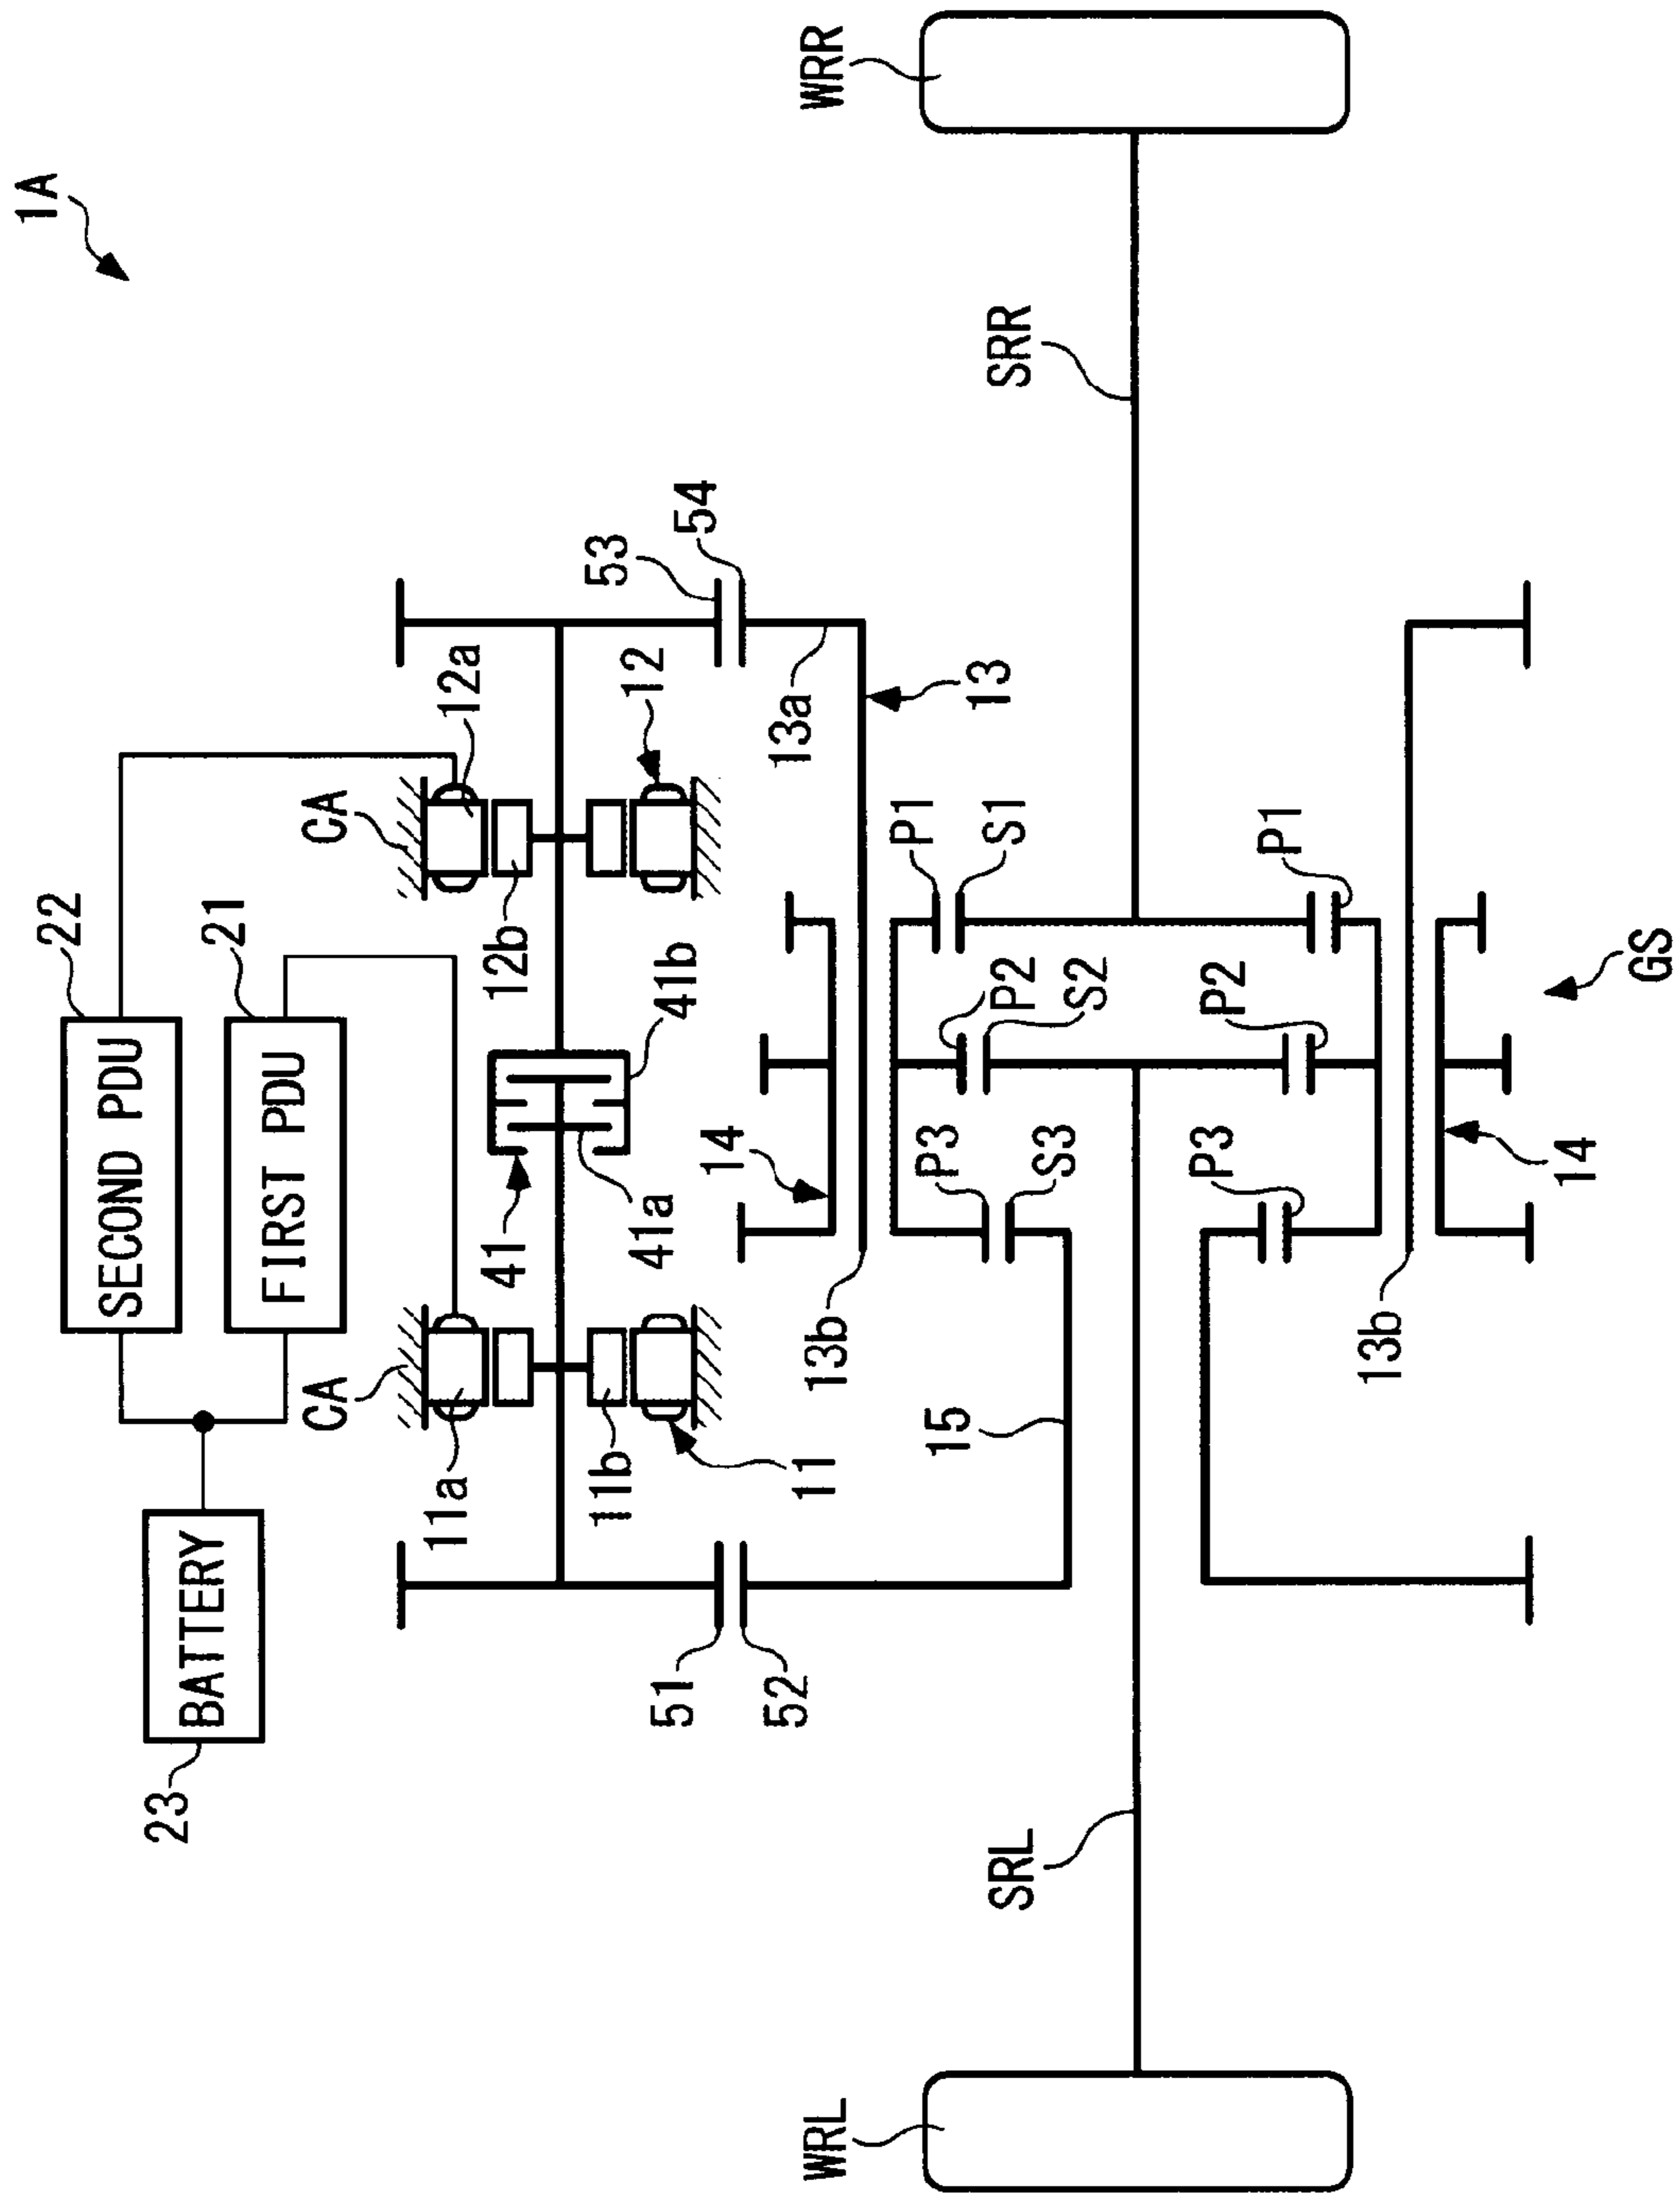 1A
22
SECOND PDU
21
FIRST PDU
BATTERY
23
CA
12a
12
12b
53
54
41b
41
41a
CA
11a
11b
11
51
52
13a
13
14
13b
15
P1
S1
P2
S2
P3
S3
P1
P2
P3
13b
14
GS
SRR
WRR
SRL
WRL